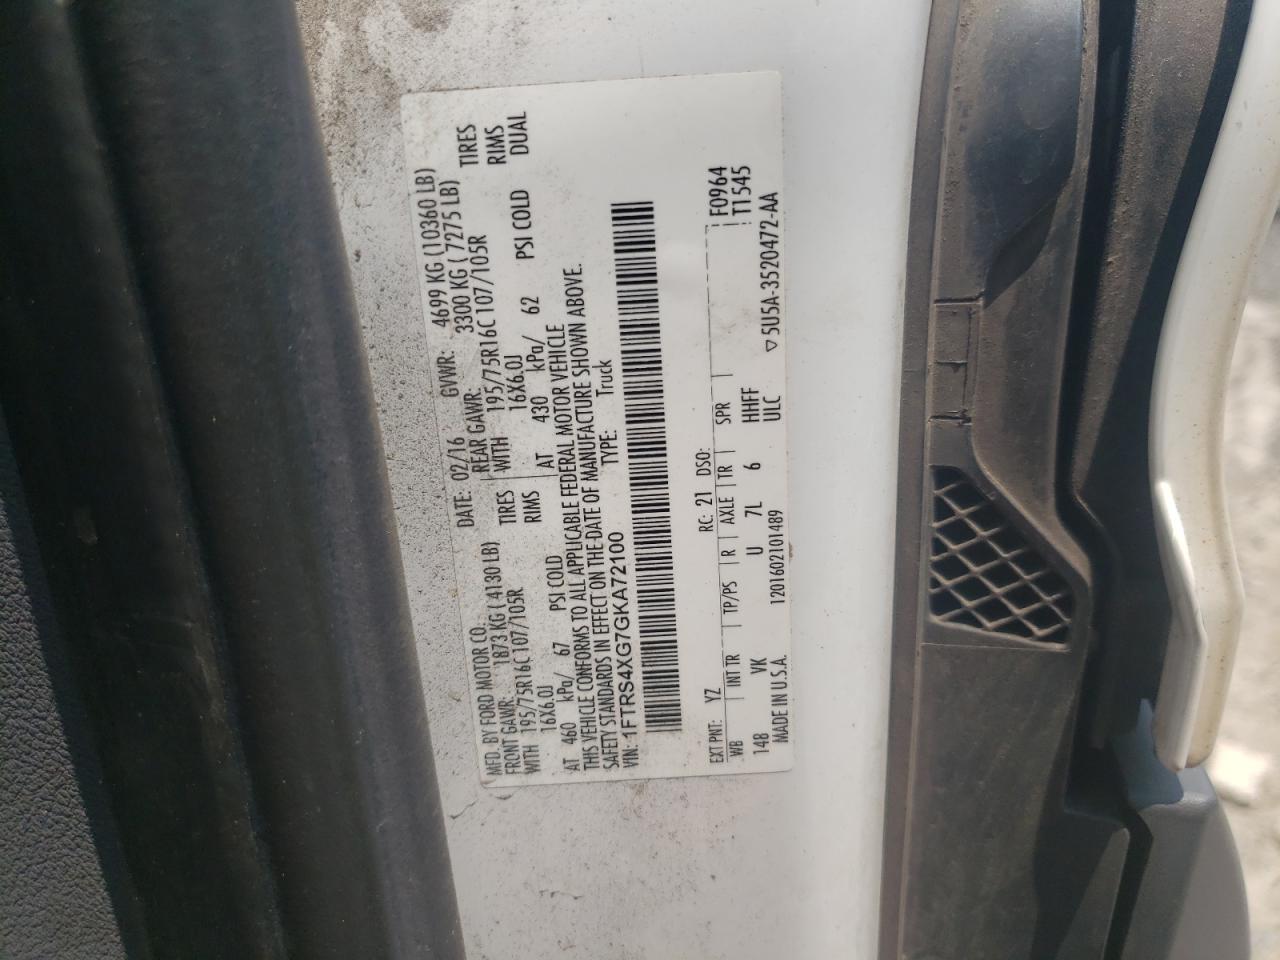 MFD. BY FORD MOTOR CO. DATE: 02/16 GVWR: 4699 KG (10360 LB)
FRONT GAWR: 1873 KG ( 4130 LB) REAR GAWR: 3300 KG ( 7275 LB)
WITH 195/75R16C 107/105R TIRES WITH 195/75R16C 107/105R TIRES
16X6.0J RIMS 16X6.0J RIMS
AT 460 kPa/ 67 PSI COLD AT 430 kPa/ 62 PSI COLD DUAL
THIS VEHICLE CONFORMS TO ALL APPLICABLE FEDERAL MOTOR VEHICLE
SAFETY STANDARDS IN EFFECT ON THE DATE OF MANUFACTURE SHOWN ABOVE.
VIN: 1FTRS4XG7GKA72100 TYPE: Truck
EXT PNT: YZ RC: 21 DSO: F0964
WB INT TR TP/PS R AXLE TR SPR T1545
148 VK U 7L 6 HHFF
MADE IN U.S.A. 1201602101489 ULC ▽5U5A-3520472-AA